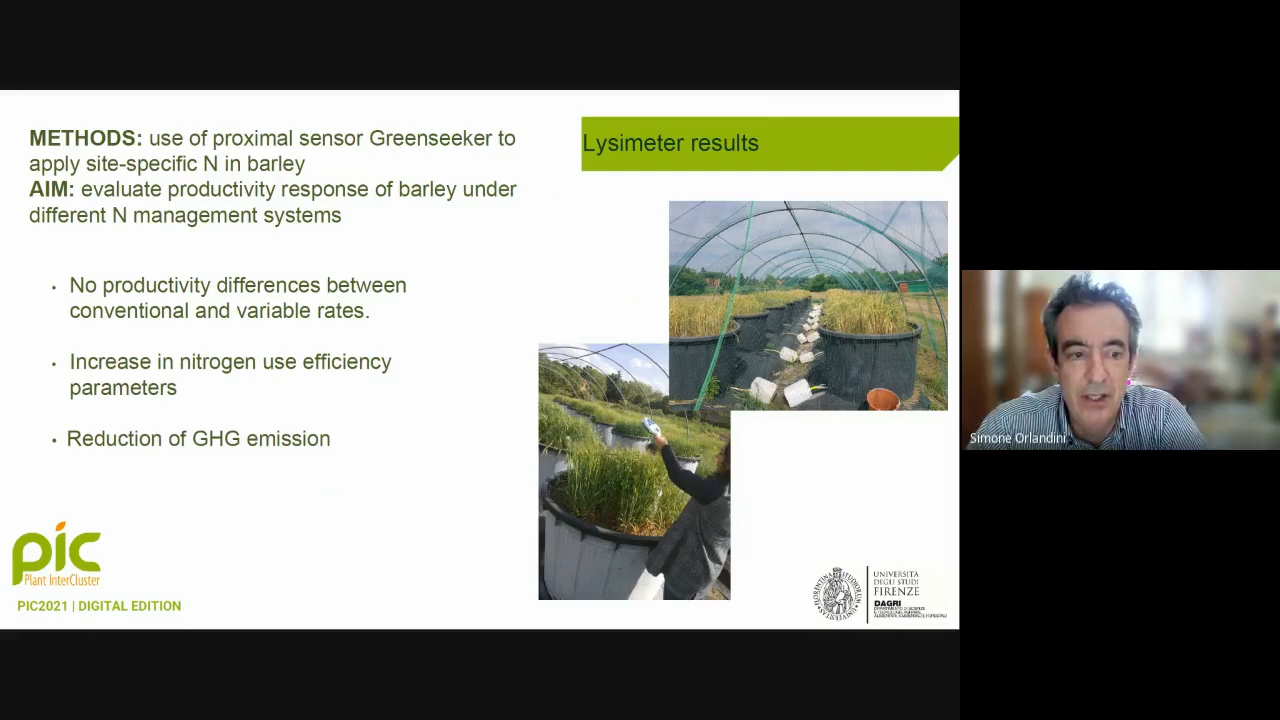 METHODS: use of proximal sensor Greenseeker to
apply site-specific N in barley
AIM: evaluate productivity response of barley under
different N management systems
• No productivity differences between
conventional and variable rates.
• Increase in nitrogen use efficiency
parameters
• Reduction of GHG emission
Lysimeter results
pic
Plant InterCluster
PIC2021 | DIGITAL EDITION
UNIVERSITÀ
DEGLI STUDI
FIRENZE
DAGRI
Simone Orlandini